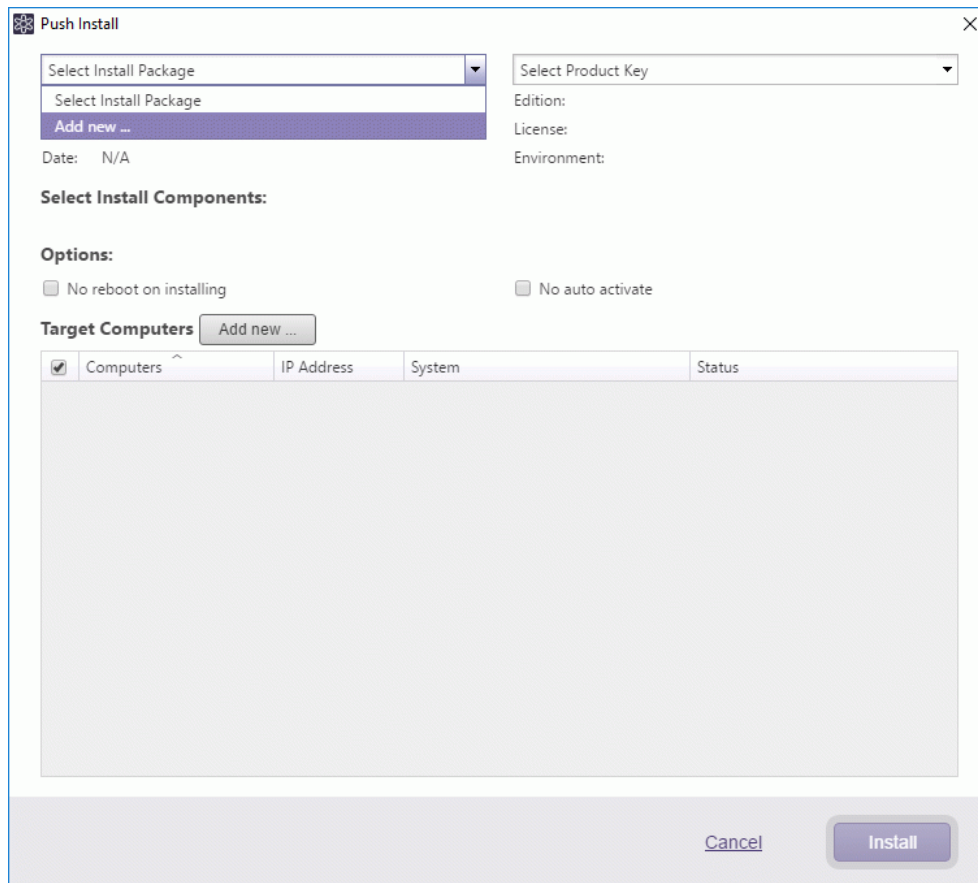 Push Install
Select Install Package
Select Product Key
Select Install Package
Edition:
Add new ...
License:
Date: N/A
Environment:
Select Install Components:
Options:
No reboot on installing
No auto activate
Target Computers Add new ...
Computers IP Address System Status
Cancel Install